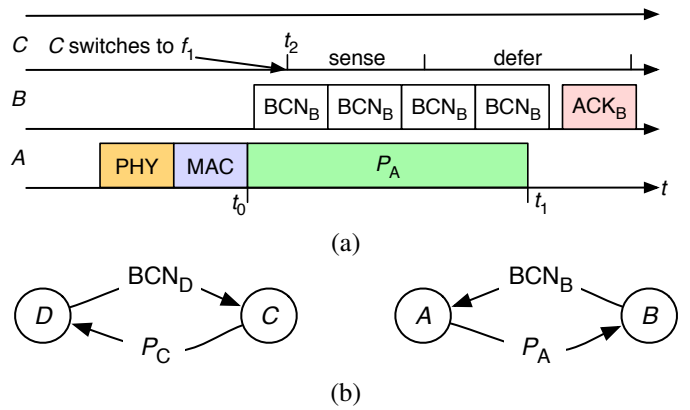 C C switches to f1 t2 sense defer
B BCNB BCNB BCNB BCNB ACKB
A PHY MAC PA
t0 t1 t
(a)
BCND BCNB
D C A B
PC PA
(b)